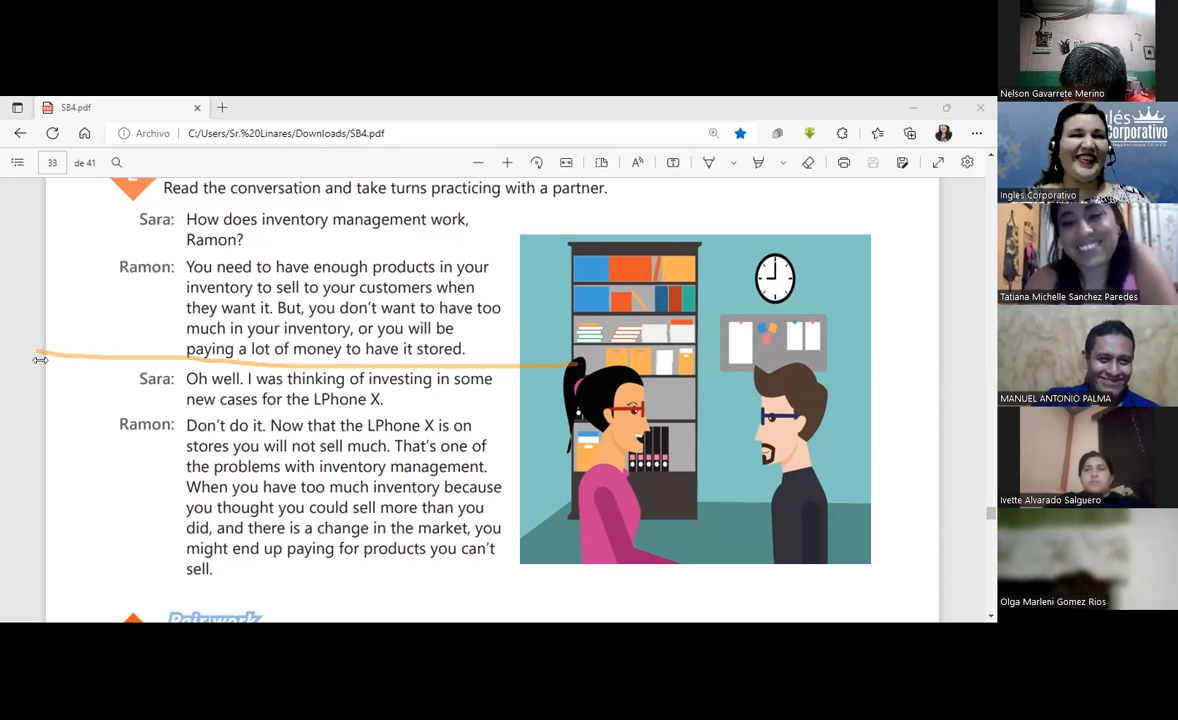 SB4.pdf
Archivo
C:/Users/Sr.%20Linares/Downloads/SB4.pdf
33
de 41
Read the conversation and take turns practicing with a partner.
Sara: How does inventory management work,
Ramon?
Ramon: You need to have enough products in your
inventory to sell to your customers when
they want it. But, you don't want to have too
much in your inventory, or you will be
paying a lot of money to have it stored.
Sara: Oh well. I was thinking of investing in some
new cases for the LPhone X.
Ramon: Don't do it. Now that the LPhone X is on
stores you will not sell much. That's one of
the problems with inventory management.
When you have too much inventory because
you thought you could sell more than you
did, and there is a change in the market, you
might end up paying for products you can't
sell.
Pair work
Nelson Gavarrete Merino
glés
Corporativo
Inglés Corporativo
Tatiana Michelle Sanchez Paredes
MANUEL ANTONIO PALMA
Ivette Alvarado Salguero
Olga Marleni Gomez Rios